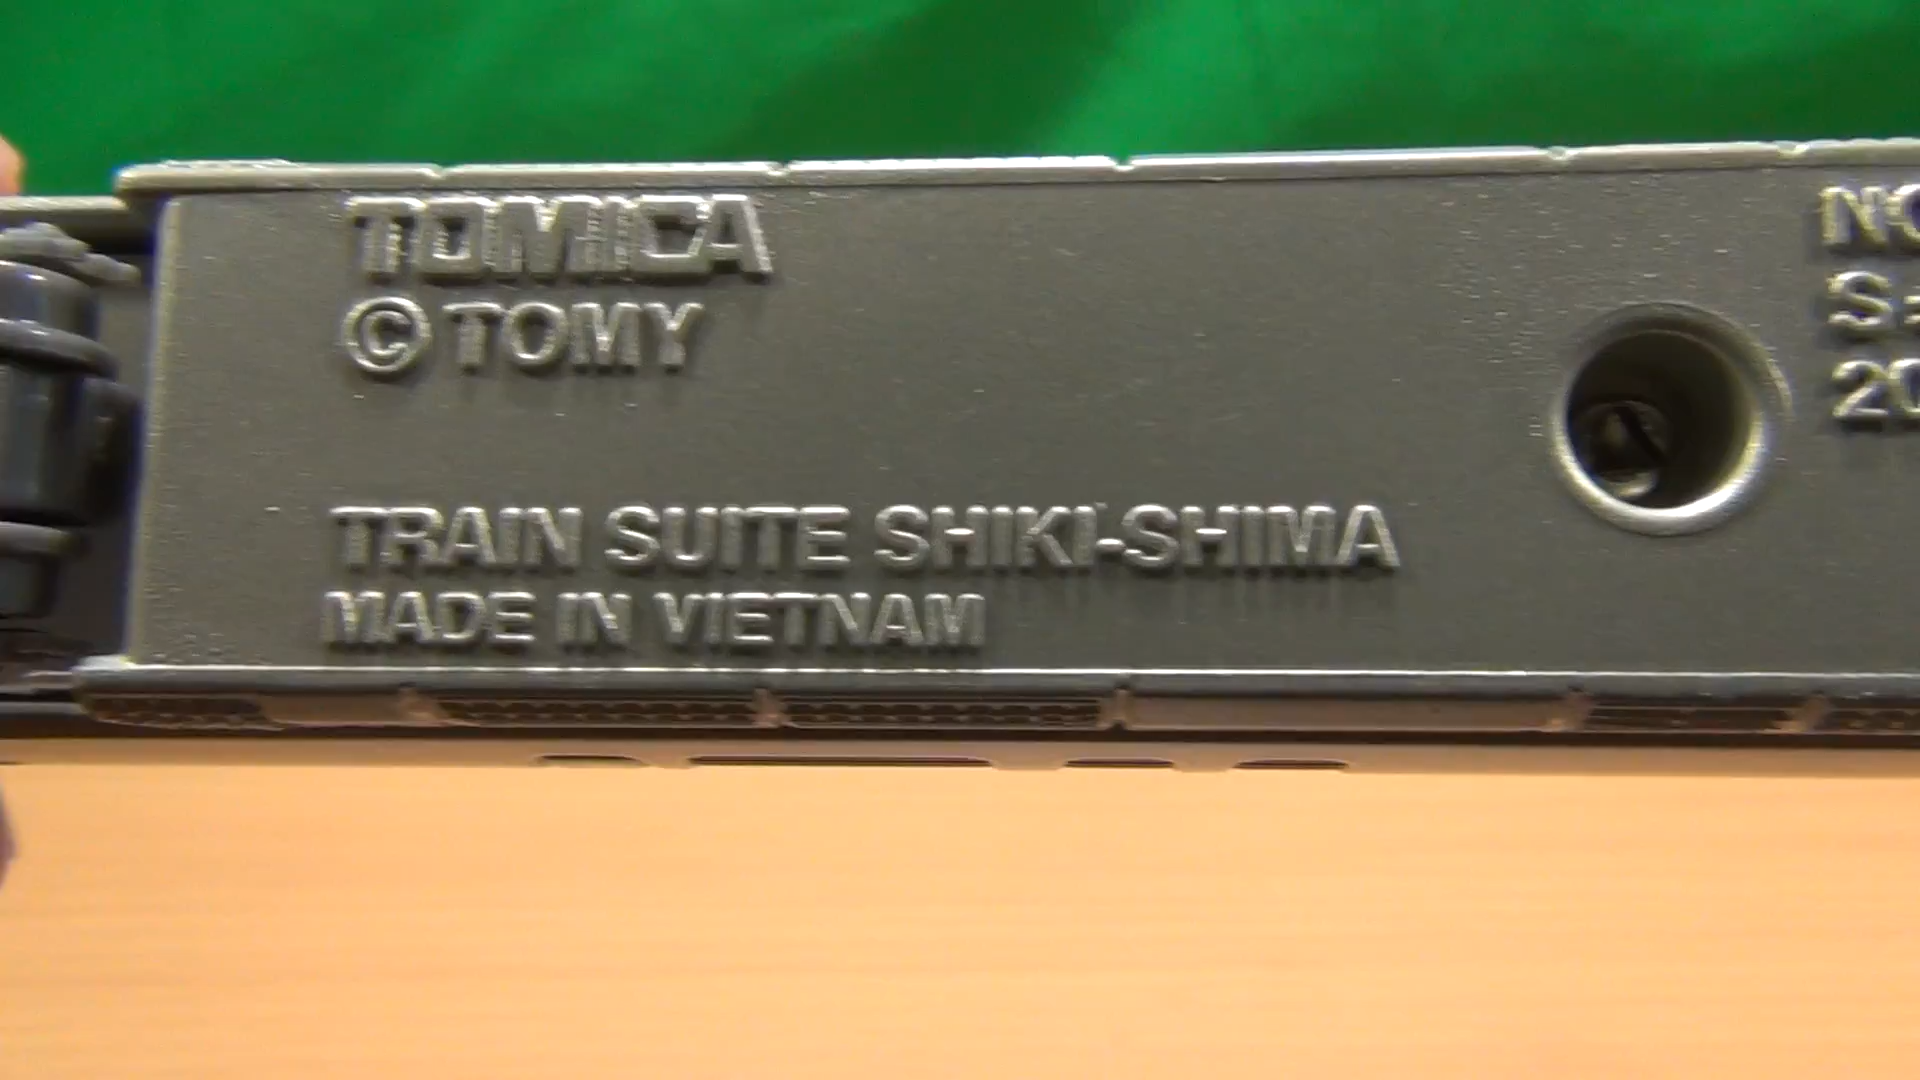 TOMICA
© TOMY
TRAIN SUITE SHIKI-SHIMA
MADE IN VIETNAM